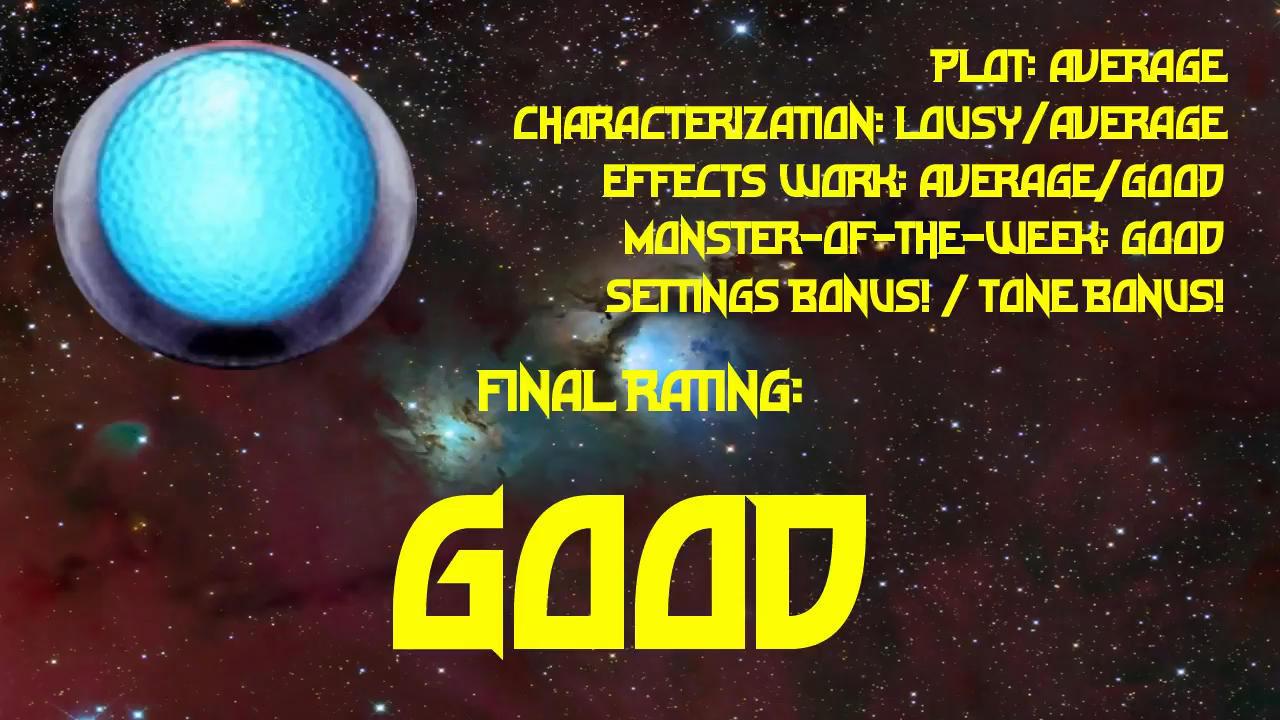 PLOT: AVERAGE
CHARACTERIZATION: LOUSY/AVERAGE
EFFECTS WORK: AVERAGE/GOOD
MONSTER-OF-THE-WEEK: GOOD
SETTINGS BONUS! / TONE BONUS!
FINAL RATING:
GOOD